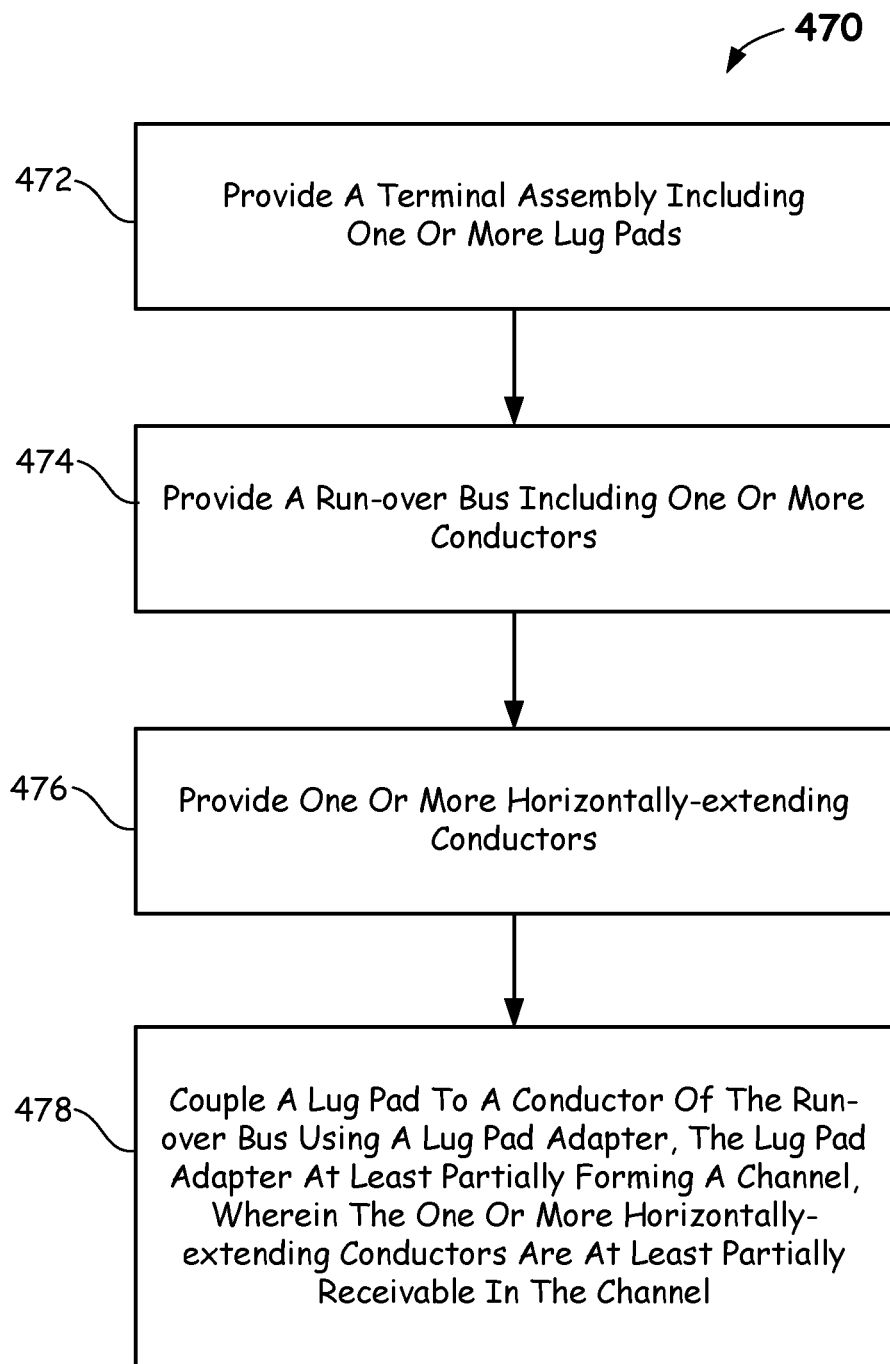 470
472
Provide A Terminal Assembly Including
One Or More Lug Pads
474
Provide A Run-over Bus Including One Or More
Conductors
476
Provide One Or More Horizontally-extending
Conductors
478
Couple A Lug Pad To A Conductor Of The Run-
over Bus Using A Lug Pad Adapter, The Lug Pad
Adapter At Least Partially Forming A Channel,
Wherein The One Or More Horizontally-
extending Conductors Are At Least Partially
Receivable In The Channel